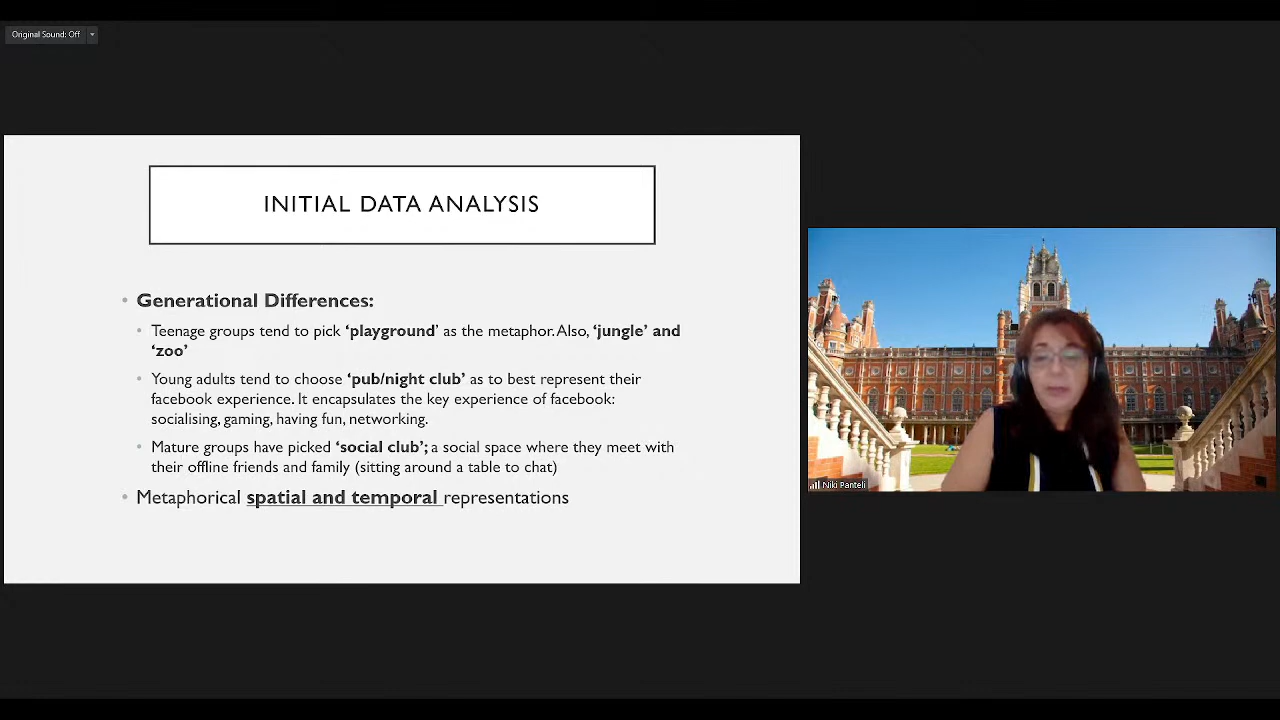 Original Sound: Off
INITIAL DATA ANALYSIS
• Generational Differences:
• Teenage groups tend to pick ‘playground’ as the metaphor. Also, ‘jungle’ and
‘zoo’
• Young adults tend to choose ‘pub/night club’ as to best represent their
facebook experience. It encapsulates the key experience of facebook:
socialising, gaming, having fun, networking.
• Mature groups have picked ‘social club’; a social space where they meet with
their offline friends and family (sitting around a table to chat)
• Metaphorical spatial and temporal representations
Niki Panteli